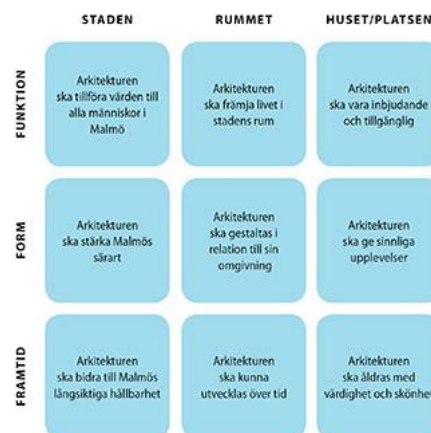 STADEN
RUMMET
HUSET/PLATSEN
FUNKTION
Arkitekturen
ska tillföra värden till
alla människor i
Malmö
Arkitekturen
ska främja livet i
stadens rum
Arkitekturen
ska vara inbjudande
och tillgänglig
FORM
Arkitekturen
ska stärka Malmös
särart
Arkitekturen
ska gestaltas i
relation till sin
omgivning
Arkitekturen
ska ge sinnliga
upplevelser
FRAMTID
Arkitekturen
ska bidra till Malmös
långsiktiga hållbarhet
Arkitekturen
ska kunna
utvecklas över tid
Arkitekturen
ska åldras med
värdighet och skönhet